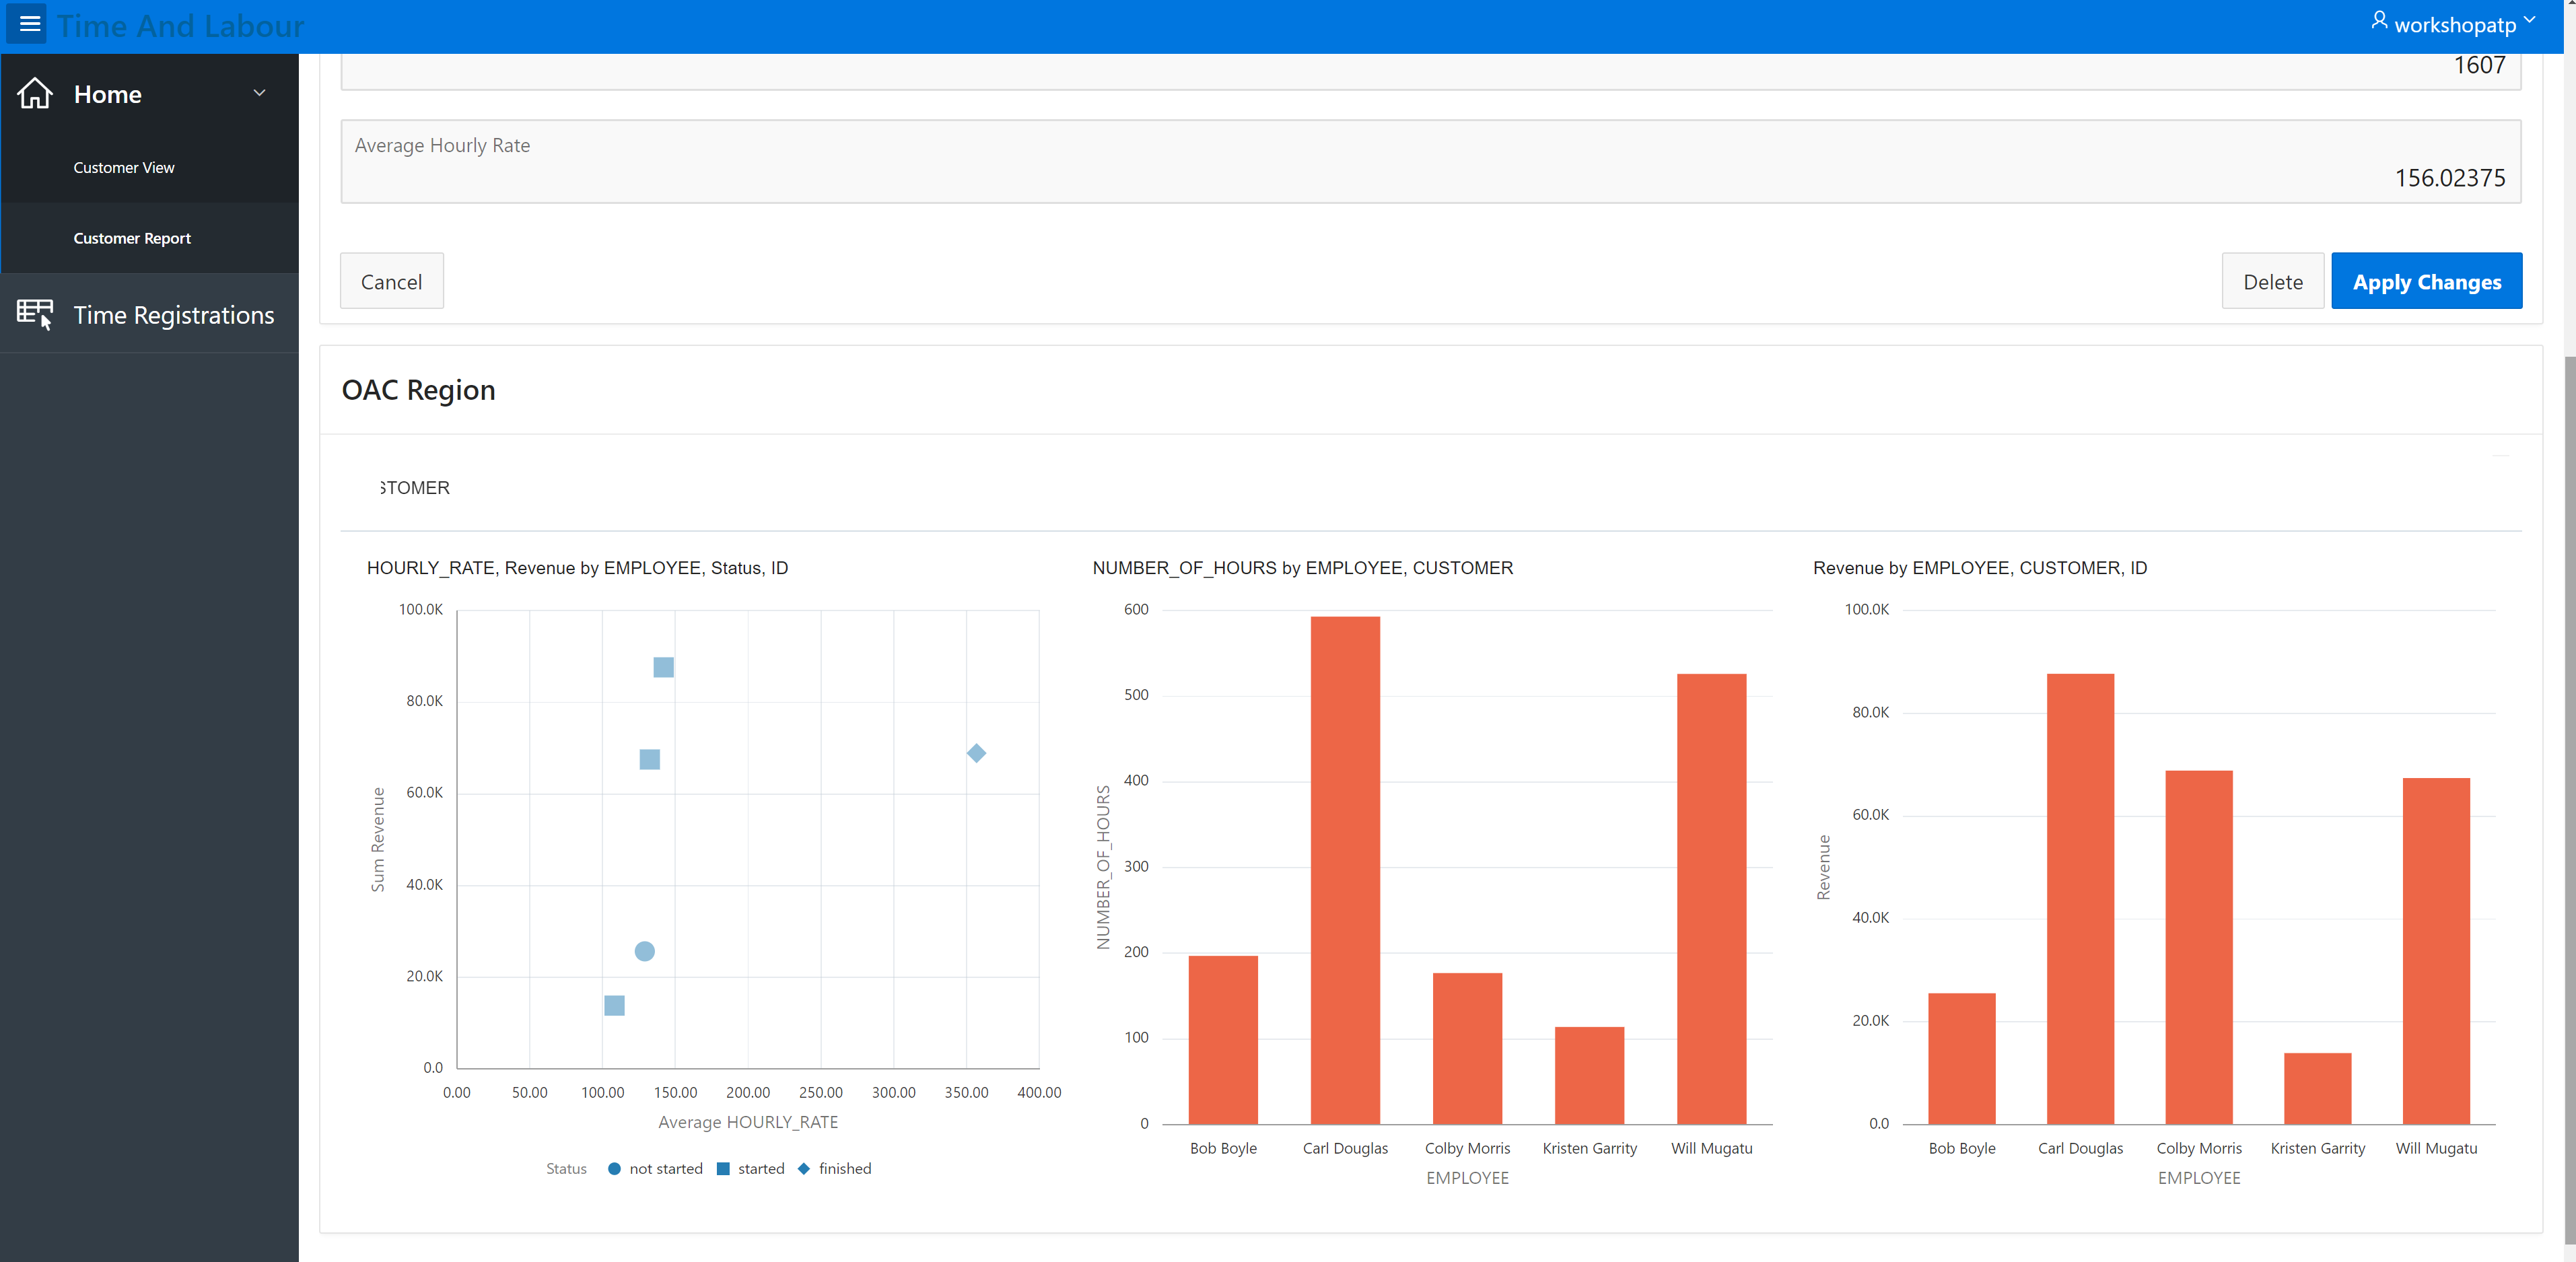 Time And Labour
workshopatp
Home
Customer View
Customer Report
Time Registrations
1607
Average Hourly Rate
156.02375
Cancel
Delete
Apply Changes
OAC Region
STOMER
HOURLY_RATE, Revenue by EMPLOYEE, Status, ID
100.0K
80.0K
60.0K
40.0K
20.0K
0.0
Sum Revenue
0.00 50.00 100.00 150.00 200.00 250.00 300.00 350.00 400.00
Average HOURLY_RATE
Status not started started finished
NUMBER_OF_HOURS by EMPLOYEE, CUSTOMER
600
500
400
300
200
100
0
NUMBER_OF_HOURS
Bob Boyle Carl Douglas Colby Morris Kristen Garrity Will Mugatu
EMPLOYEE
Revenue by EMPLOYEE, CUSTOMER, ID
100.0K
80.0K
60.0K
40.0K
20.0K
0.0
Revenue
Bob Boyle Carl Douglas Colby Morris Kristen Garrity Will Mugatu
EMPLOYEE